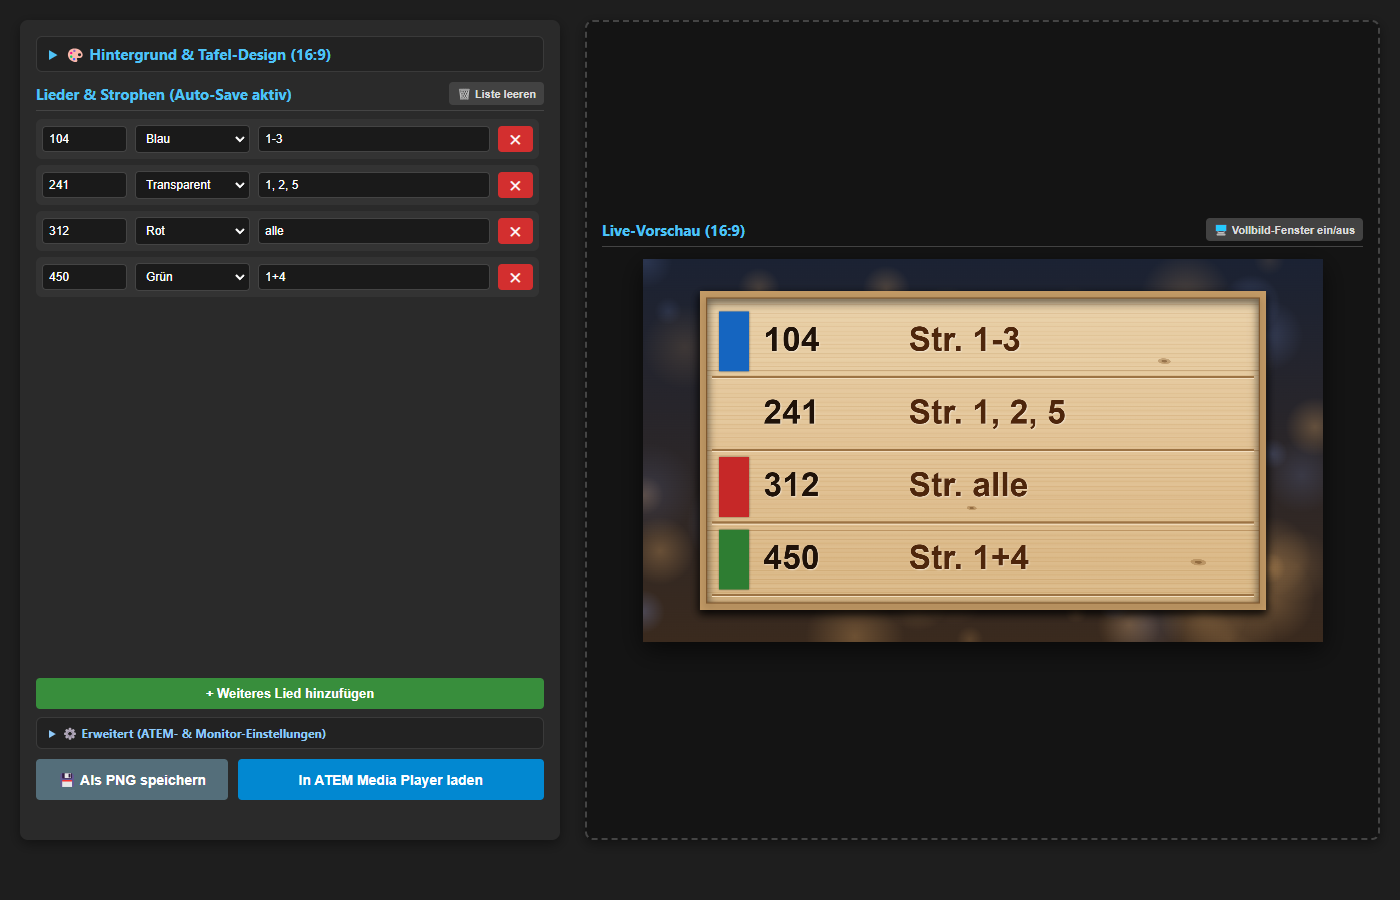 Hintergrund & Tafel-Design (16:9)
Lieder & Strophen (Auto-Save aktiv)
Liste leeren
104 Blau 1-3
241 Transparent 1, 2, 5
312 Rot alle
450 Grün 1+4
+ Weiteres Lied hinzufügen
Erweitert (ATEM- & Monitor-Einstellungen)
Als PNG speichern
In ATEM Media Player laden
Live-Vorschau (16:9)
Vollbild-Fenster ein/aus
104 Str. 1-3
241 Str. 1, 2, 5
312 Str. alle
450 Str. 1+4